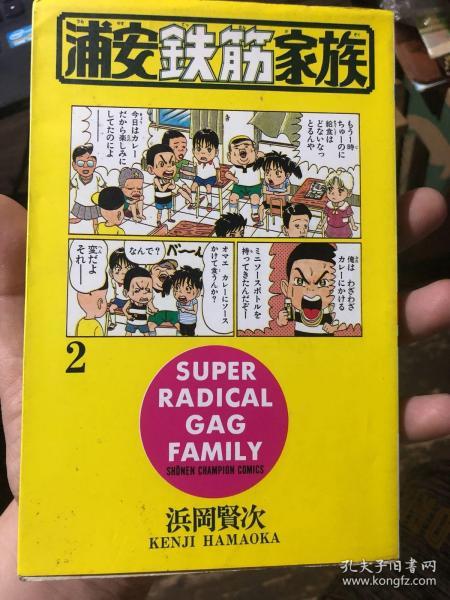 浦安鉄筋家族
もう1時
ちゅーのに
給食は
どないなっ
とるんや
今日はカレー
だから楽しみに
してたのによ
俺は わざわざ
カレーにかける
ミニソースボトルを
持ってきたんだぞー
オマエ カレーにソース
かけて食うんか?
べ〜
なんで?
変だよ
それー
2
SUPER
RADICAL
GAG
FAMILY
SHŌNEN CHAMPION COMICS
浜岡賢次
KENJI HAMAOKA
孔夫子旧书网
www.kongfz.com